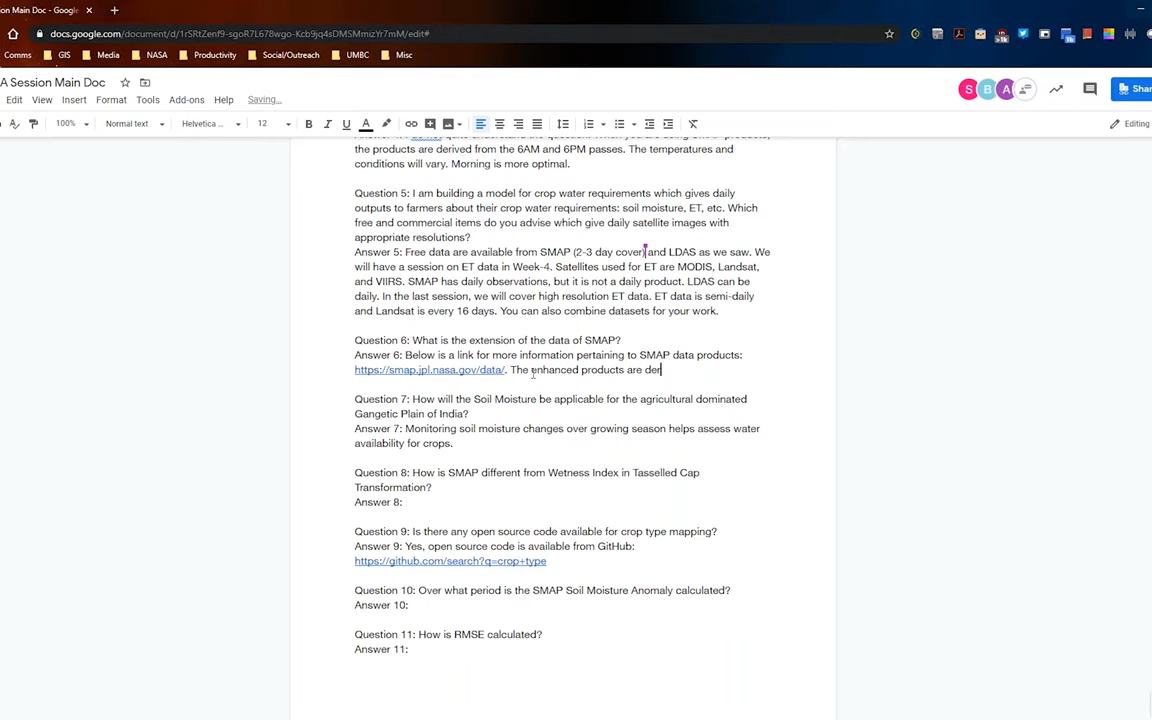 on Main Doc - Google
docs.google.com/document/d/1rSRtZenf9-sgoR7L678wgo-Kcb9jq4sDMSMmizYr7mM/edit#
Comms GIS Media NASA Productivity Social/Outreach UMBC Misc
A Session Main Doc
S B A Shar
Edit View Insert Format Tools Add-ons Help Saving...
100% Normal text Helvetica ... 12 B I U A Editing
the products are derived from the 6AM and 6PM passes. The temperatures and
conditions will vary. Morning is more optimal.
Question 5: I am building a model for crop water requirements which gives daily
outputs to farmers about their crop water requirements: soil moisture, ET, etc. Which
free and commercial items do you advise which give daily satellite images with
appropriate resolutions?
Answer 5: Free data are available from SMAP (2-3 day cover) and LDAS as we saw. We
will have a session on ET data in Week-4. Satellites used for ET are MODIS, Landsat,
and VIIRS. SMAP has daily observations, but it is not a daily product. LDAS can be
daily. In the last session, we will cover high resolution ET data. ET data is semi-daily
and Landsat is every 16 days. You can also combine datasets for your work.
Question 6: What is the extension of the data of SMAP?
Answer 6: Below is a link for more information pertaining to SMAP data products:
https://smap.jpl.nasa.gov/data/. The enhanced products are der
Question 7: How will the Soil Moisture be applicable for the agricultural dominated
Gangetic Plain of India?
Answer 7: Monitoring soil moisture changes over growing season helps assess water
availability for crops.
Question 8: How is SMAP different from Wetness Index in Tasselled Cap
Transformation?
Answer 8:
Question 9: Is there any open source code available for crop type mapping?
Answer 9: Yes, open source code is available from GitHub:
https://github.com/search?q=crop+type
Question 10: Over what period is the SMAP Soil Moisture Anomaly calculated?
Answer 10:
Question 11: How is RMSE calculated?
Answer 11: